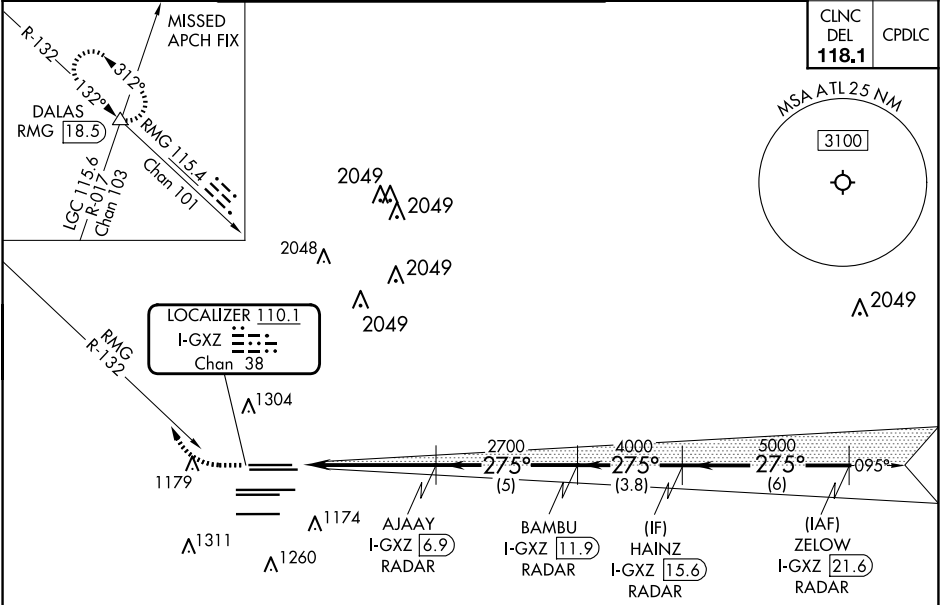 MISSED
APCH FIX
R-132
312°
132°
DALAS
RMG 18.5
RMG 115.4
Chan 101
LGC 115.6
R-017
Chan 103
CLNC
DEL
118.1
CPDLC
MSA ATL 25 NM
3100
2049
2049
2048
2049
2049
2049
LOCALIZER 110.1
I-GXZ
Chan 38
RMG
R-132
1304
1179
1311
1260
1174
2700
275°
(5)
4000
275°
(3.8)
5000
275°
(6)
095°
AJAAY
I-GXZ 6.9
RADAR
BAMBU
I-GXZ 11.9
RADAR
(IF)
HAINZ
I-GXZ 15.6
RADAR
(IAF)
ZELOW
I-GXZ 21.6
RADAR